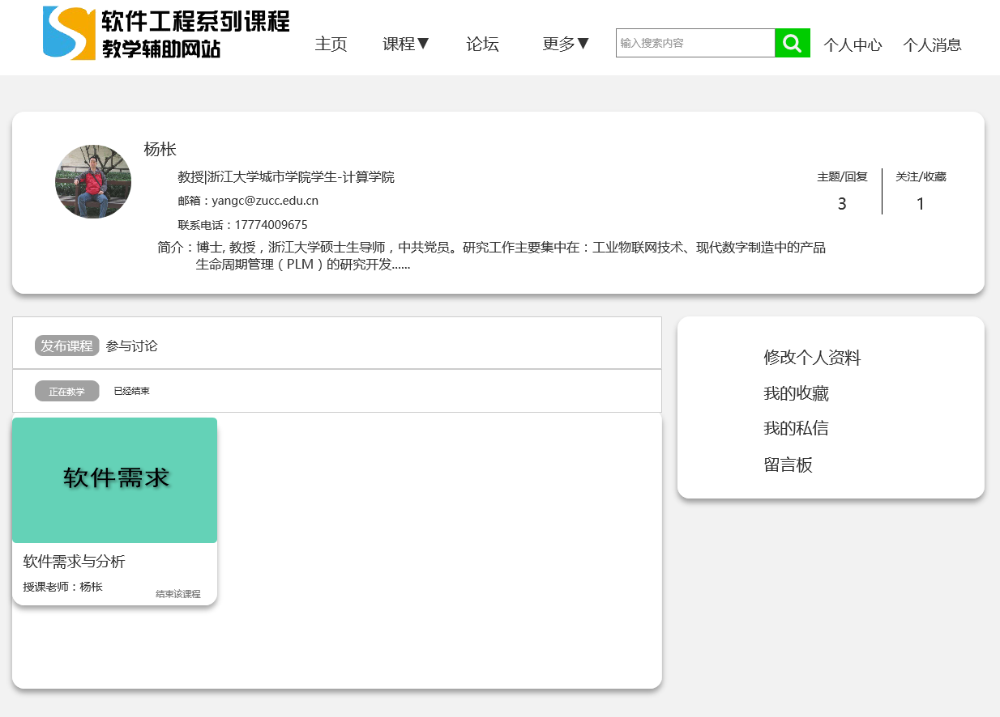 软件工程系列课程
教学辅助网站
主页 课程▼ 论坛 更多▼ 输入搜索内容 个人中心 个人消息
杨枨
教授|浙江大学城市学院学生-计算学院
邮箱：yangc@zucc.edu.cn
联系电话：17774009675
简介：博士, 教授，浙江大学硕士生导师，中共党员。研究工作主要集中在：工业物联网技术、现代数字制造中的产品
生命周期管理（PLM）的研究开发......
主题/回复 关注/收藏
3 1
发布课程 参与讨论
正在教学 已经结束
软件需求
软件需求与分析
授课老师：杨枨
结束该课程
修改个人资料
我的收藏
我的私信
留言板